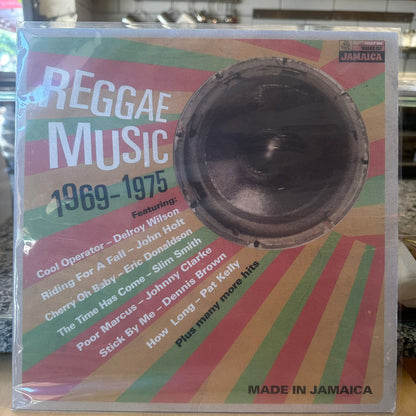 REGGAE
MUSIC
1969-1975
Featuring:
Cool Operator – Delroy Wilson
Riding For A Fall – John Holt
Cherry Oh Baby – Eric Donaldson
The Time Has Come – Slim Smith
Poor Marcus – Johnny Clarke
Stick By Me – Dennis Brown
How Long – Pat Kelly
Plus many more hits
JAMAICA
MADE IN JAMAICA